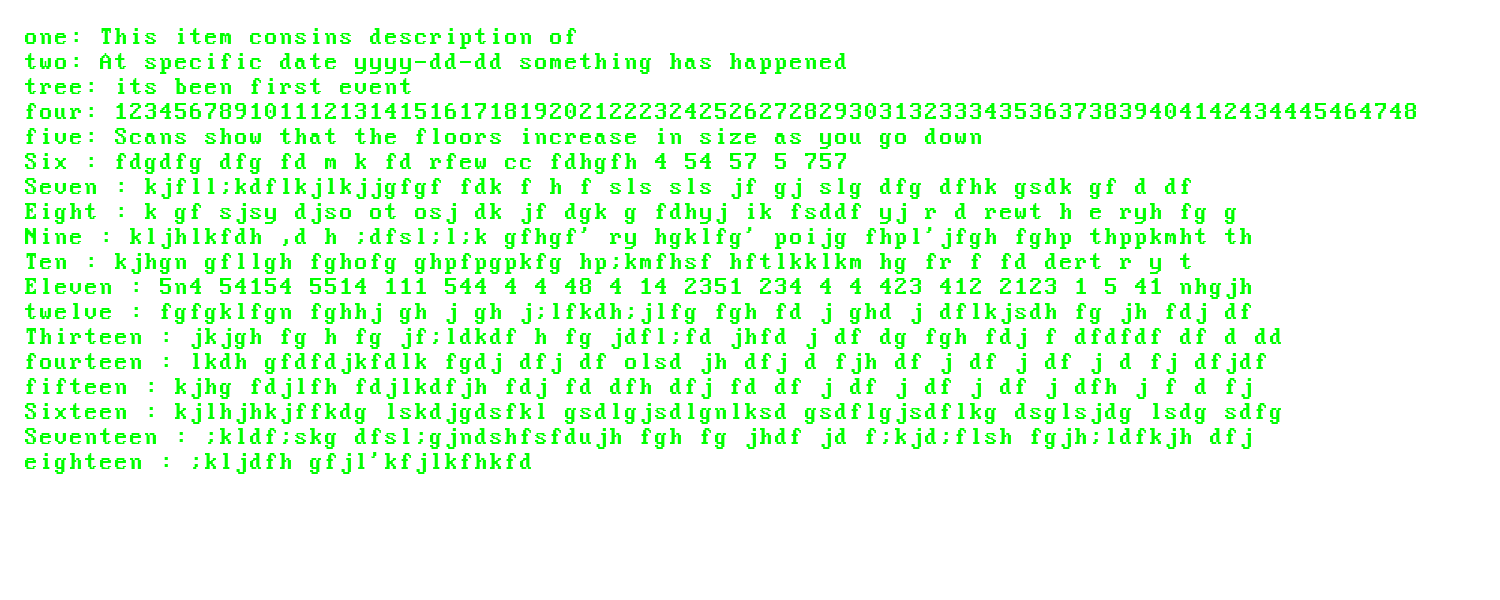 one: This item consins description of
two: At specific date yyyy-dd-dd something has happened
tree: its been first event
four: 123456789101112131415161718192021222324252627282930313233343536373839404142434445464748
five: Scans show that the floors increase in size as you go down
Six : fdgdfg dfg fd m k fd rfew cc fdhgfh 4 54 57 5 757
Seven : kjfll;kdflkjlkjjgfgf fdk f h f sls sls jf gj slg dfg dfhk gsdk gf d df
Eight : k gf sjsy djso ot osj dk jf dgk g fdhyj ik fsddf yj r d rewt h e ryh fg g
Nine : kljhlkfdh ,d h ;dfsl;l;k gfhgf' ry hgklfg' poijg fhpl'jfgh fghp thppkmht th
Ten : kjhgn gfllgh fghofg ghpfpgpkfg hp;kmfhsf hftlkklkm hg fr f fd dert r y t
Eleven : 5n4 54154 5514 111 544 4 4 48 4 14 2351 234 4 4 423 412 2123 1 5 41 nhgjh
twelve : fgfgklfgn fghhj gh j gh j;lfkdh;jlfg fgh fd j ghd j dflkjsdh fg jh fdj df
Thirteen : jkjgh fg h fg jf;ldkdf h fg jdfl;fd jhfd j df dg fgh fdj f dfdfdf df d dd
fourteen : lkdh gfdfdjkfdlk fgdj dfj df olsd jh dfj d fjh df j df j df j d fj dfjdf
fifteen : kjhg fdjlfh fdjlkdfjh fdj fd dfh dfj fd df j df j df j df j dfh j f d fj
Sixteen : kjlhjhkjffkdg lskdjgdsfkl gsdlgjsdlgnlksd gsdflgjsdflkg dsglsjdg lsdg sdfg
Seventeen : ;kldf;skg dfsl;gjndshfsfdujh fgh fg jhdf jd f;kjd;flsh fgjh;ldfkjh dfj
eighteen : ;kljdfh gfjl'kfjlkfhkfd